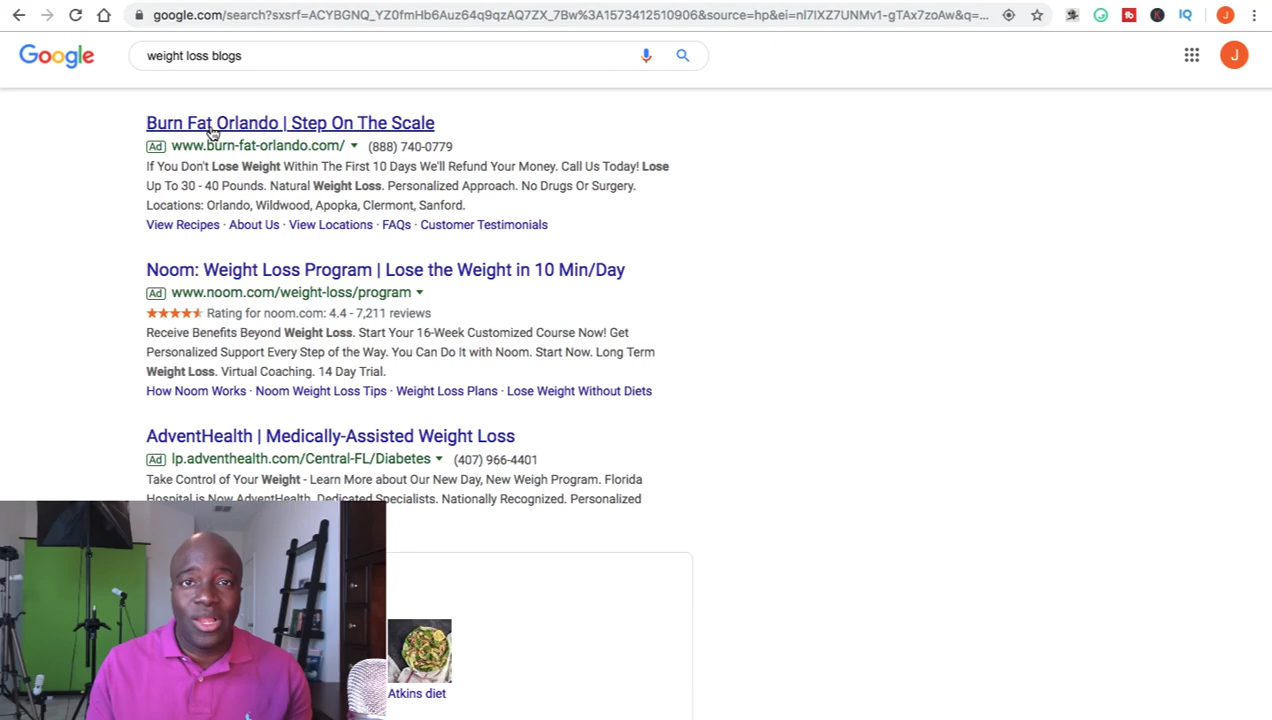 google.com/search?sxsrf=ACYBGNQ_YZ0fmHb6Auz64q9qzAQ7ZX_7Bw%3A1573412510906&source=hp&ei=nl7IXZ7UNMv1-gTAx7zoAw&q=...
IQ
J
Google
weight loss blogs
J
Burn Fat Orlando | Step On The Scale
Ad www.burn-fat-orlando.com/ (888) 740-0779
If You Don't Lose Weight Within The First 10 Days We'll Refund Your Money. Call Us Today! Lose
Up To 30 - 40 Pounds. Natural Weight Loss. Personalized Approach. No Drugs Or Surgery.
Locations: Orlando, Wildwood, Apopka, Clermont, Sanford.
View Recipes · About Us · View Locations · FAQs · Customer Testimonials
Noom: Weight Loss Program | Lose the Weight in 10 Min/Day
Ad www.noom.com/weight-loss/program
Rating for noom.com: 4.4 - 7,211 reviews
Receive Benefits Beyond Weight Loss. Start Your 16-Week Customized Course Now! Get
Personalized Support Every Step of the Way. You Can Do It with Noom. Start Now. Long Term
Weight Loss. Virtual Coaching. 14 Day Trial.
How Noom Works · Noom Weight Loss Tips · Weight Loss Plans · Lose Weight Without Diets
AdventHealth | Medically-Assisted Weight Loss
Ad lp.adventhealth.com/Central-FL/Diabetes (407) 966-4401
Take Control of Your Weight - Learn More about Our New Day, New Weigh Program. Florida
Hospital is Now AdventHealth. Dedicated Specialists. Nationally Recognized. Personalized
Atkins diet